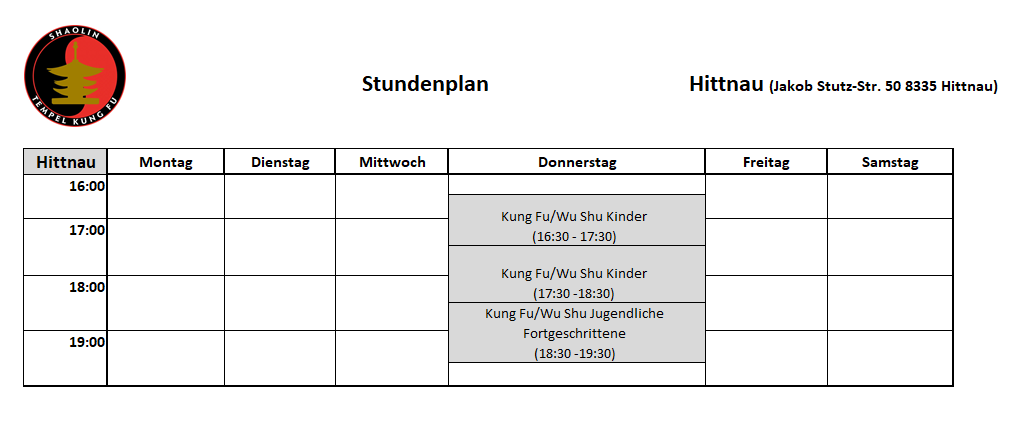 SHAOLIN
TEMPEL KUNG FU
Stundenplan
Hittnau (Jakob Stutz-Str. 50 8335 Hittnau)
Hittnau Montag Dienstag Mittwoch Donnerstag Freitag Samstag
16:00
Kung Fu/Wu Shu Kinder
17:00
(16:30 - 17:30)
Kung Fu/Wu Shu Kinder
18:00
(17:30 -18:30)
Kung Fu/Wu Shu Jugendliche
Fortgeschrittene
19:00
(18:30 -19:30)